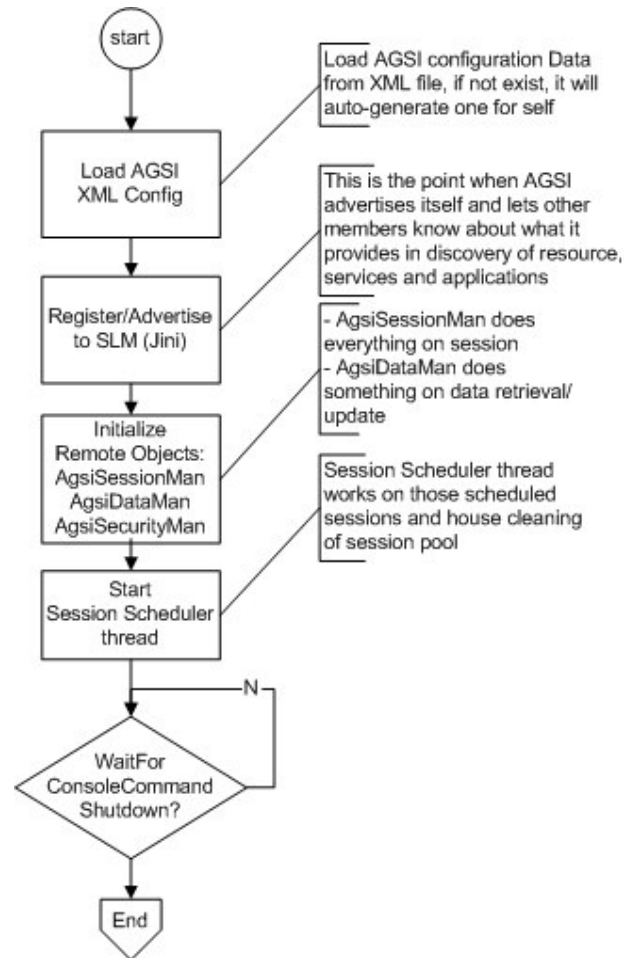 start
Load AGSI configuration Data
from XML file, if not exist, it will
auto-generate one for self
Load AGSI
XML Config
This is the point when AGSI
advertises itself and lets other
members know about what it
provides in discovery of resource,
services and applications
Register/Advertise
to SLM (Jini)
- AgsiSessionMan does
everything on session
- AgsiDataMan does
something on data retrieval/
update
Initialize
Remote Objects:
AgsiSessionMan
AgsiDataMan
AgsiSecurityMan
Session Scheduler thread
works on those scheduled
sessions and house cleaning
of session pool
Start
Session Scheduler
thread
N
WaitFor
ConsoleCommand
Shutdown?
End